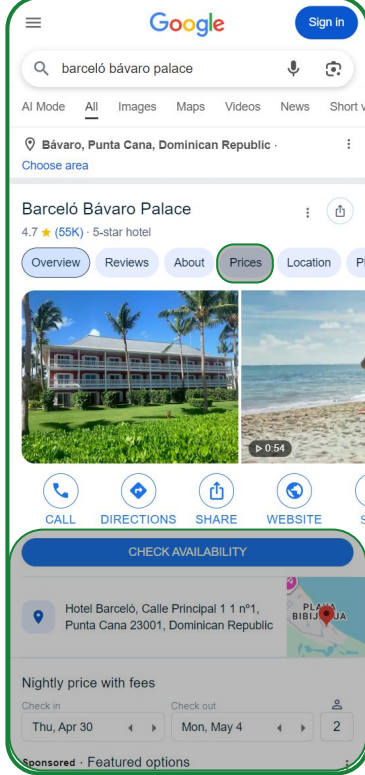 Google
Sign in
barceló bávaro palace
AI Mode All Images Maps Videos News Short v
Bávaro, Punta Cana, Dominican Republic ·
Choose area
Barceló Bávaro Palace
4.7 ★ (55K) · 5-star hotel
Overview Reviews About Prices Location P
0:54
CALL DIRECTIONS SHARE WEBSITE S
CHECK AVAILABILITY
Hotel Barceló, Calle Principal 1 1 nº1,
Punta Cana 23001, Dominican Republic
Nightly price with fees
Check in Check out
Thu, Apr 30 Mon, May 4 2
Sponsored · Featured options